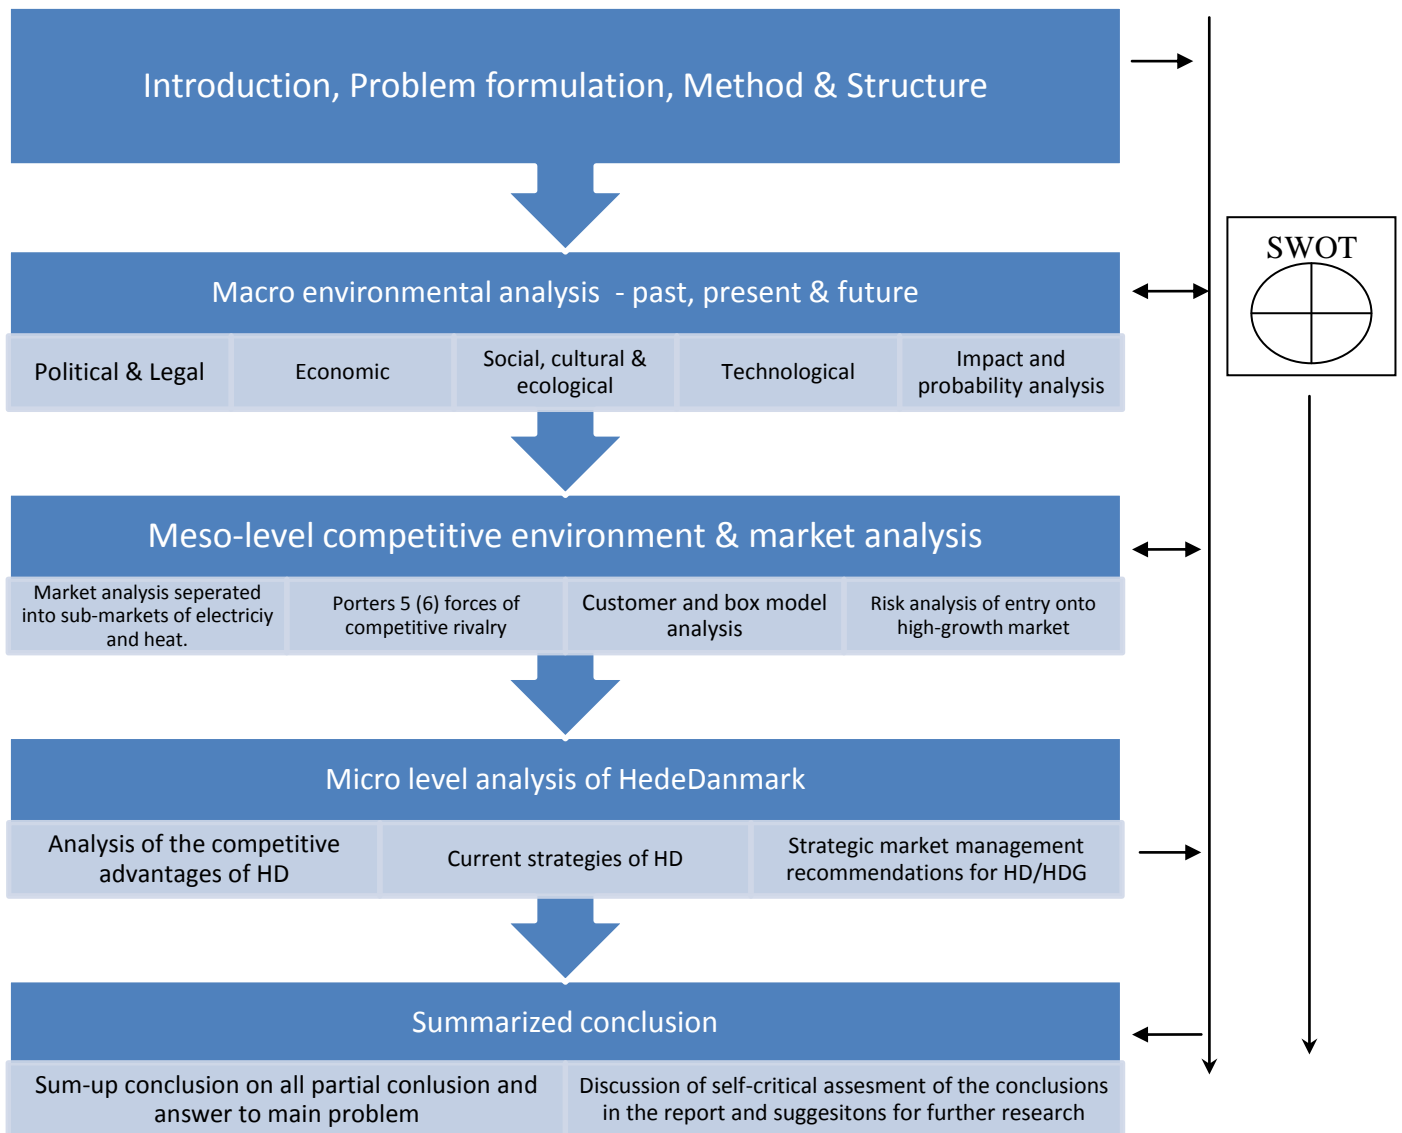 Introduction, Problem formulation, Method & Structure
Macro environmental analysis - past, present & future
SWOT
Political & Legal
Economic
Social, cultural &
ecological
Technological
Impact and
probability analysis
Meso-level competitive environment & market analysis
Market analysis seperated
into sub-markets of electriciy
and heat.
Porters 5 (6) forces of
competitive rivalry
Customer and box model
analysis
Risk analysis of entry onto
high-growth market
Micro level analysis of HedeDanmark
Analysis of the competitive
advantages of HD
Current strategies of HD
Strategic market management
recommendations for HD/HDG
Summarized conclusion
Sum-up conclusion on all partial conlusion and
answer to main problem
Discussion of self-critical assesment of the conclusions
in the report and suggesitons for further research